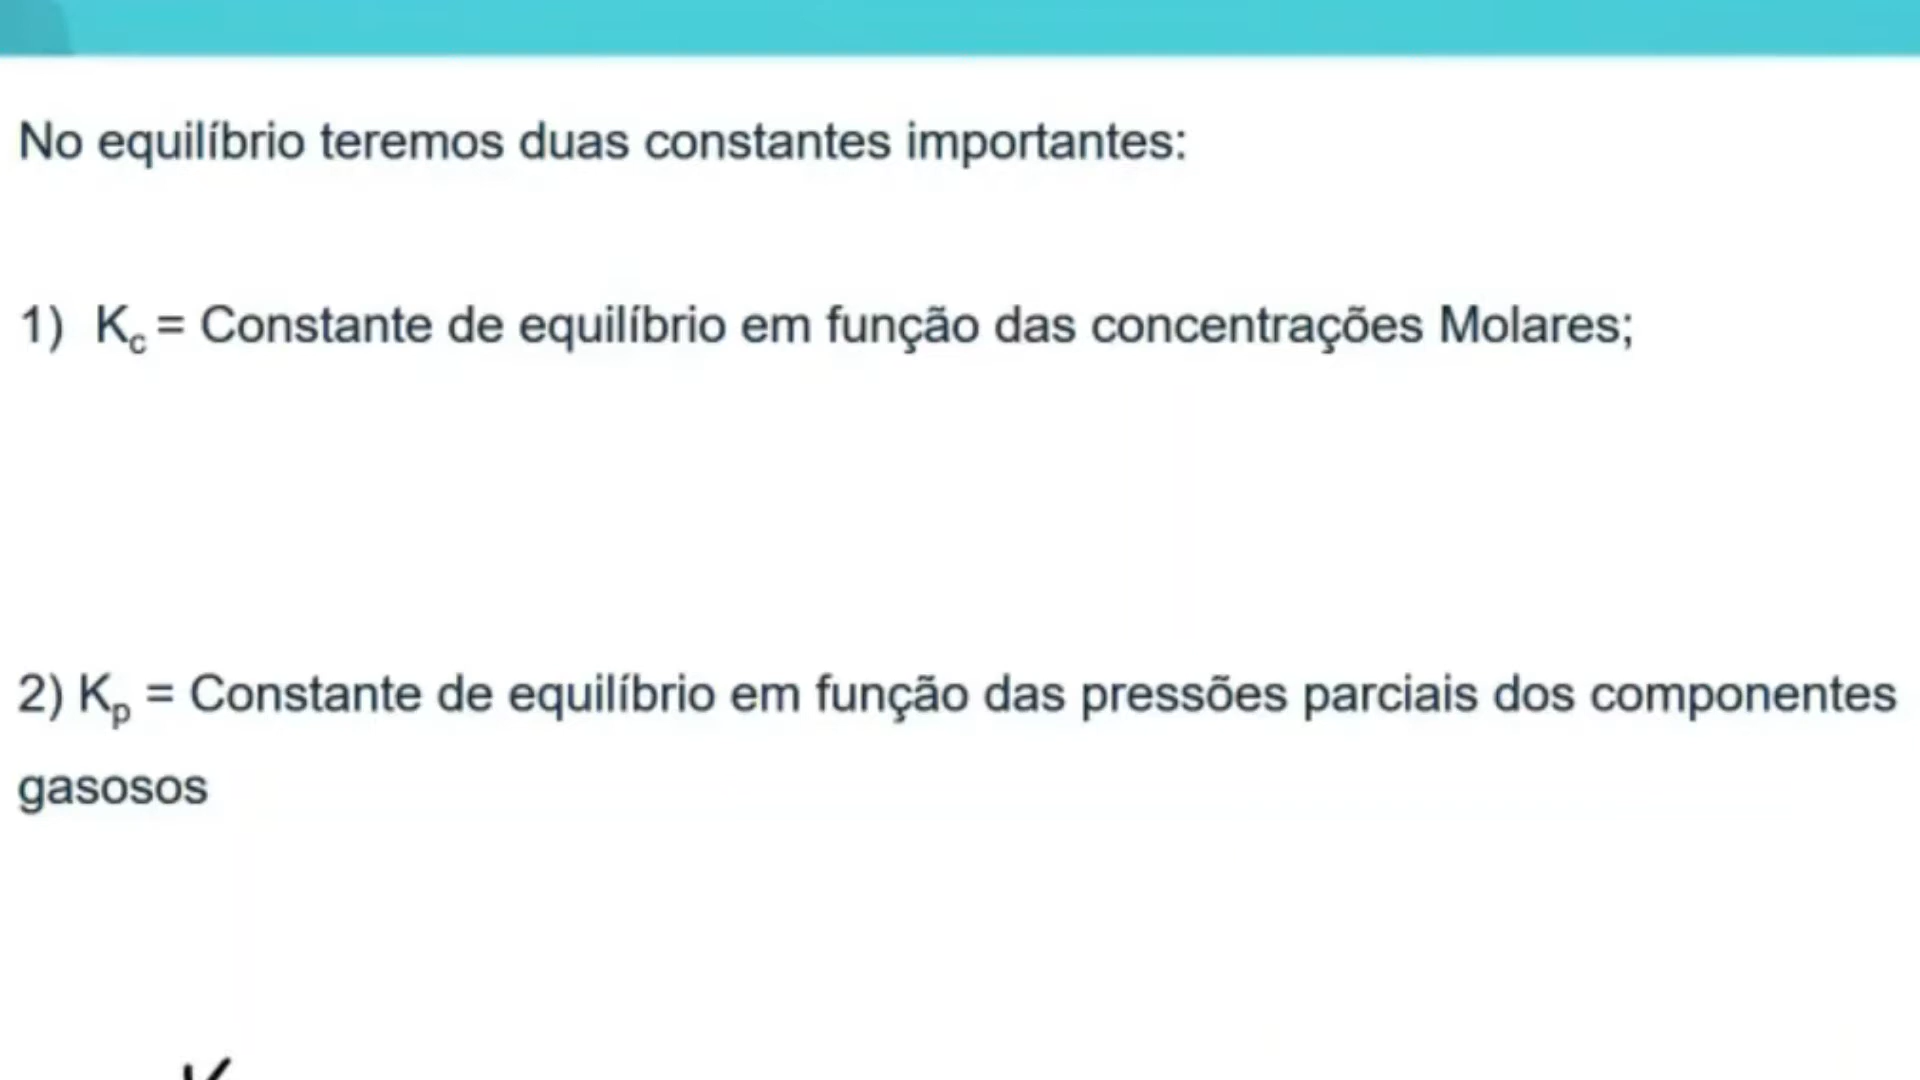 No equilíbrio teremos duas constantes importantes:
1) Kc = Constante de equilíbrio em função das concentrações Molares;
2) Kp = Constante de equilíbrio em função das pressões parciais dos componentes
gasosos